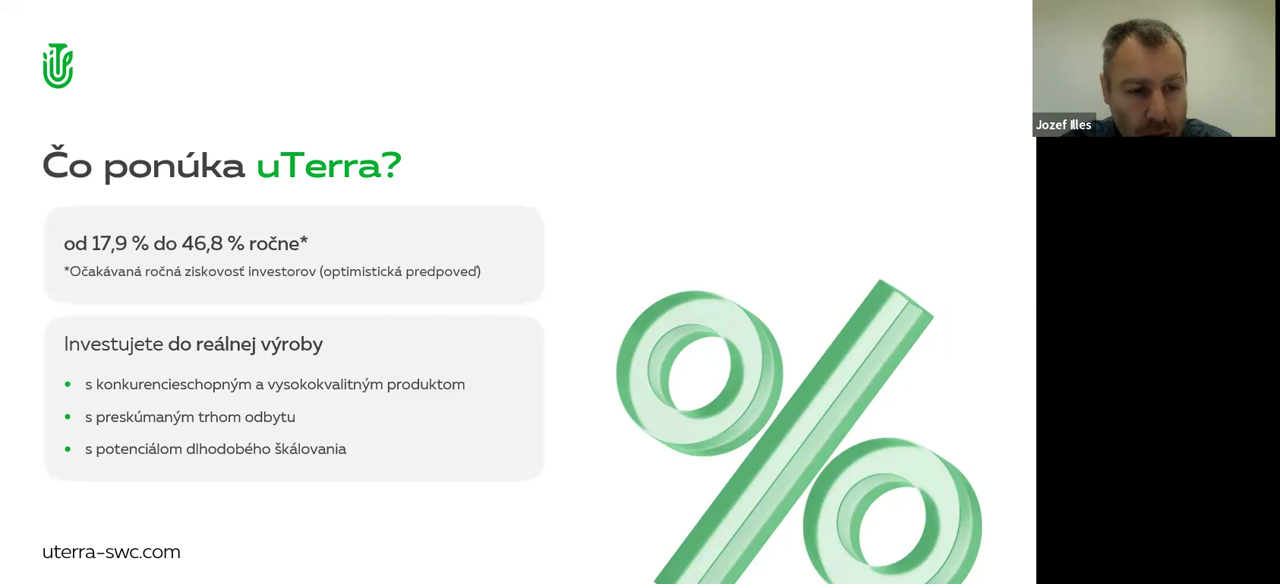 Čo ponúka uTerra?
od 17,9 % do 46,8 % ročne*
*Očakávaná ročná ziskovosť investorov (optimistická predpoveď)
Investujete do reálnej výroby
• s konkurencieschopným a vysokokvalitným produktom
• s preskúmaným trhom odbytu
• s potenciálom dlhodobého škálovania
uterra-swc.com
Jozef Illes
%